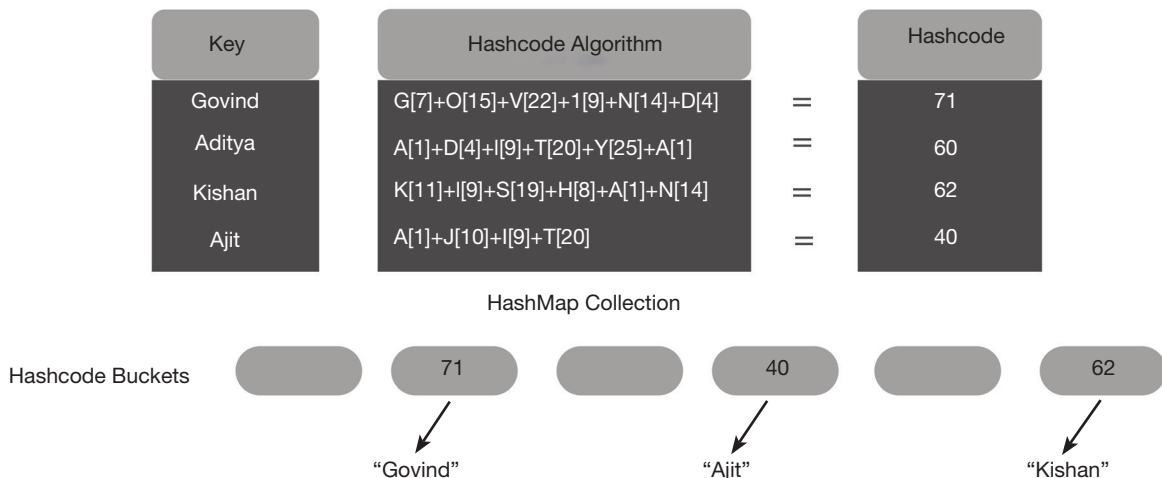 Key Hashcode Algorithm Hashcode
Govind G[7]+O[15]+V[22]+1[9]+N[14]+D[4] = 71
Aditya A[1]+D[4]+I[9]+T[20]+Y[25]+A[1] = 60
Kishan K[11]+I[9]+S[19]+H[8]+A[1]+N[14] = 62
Ajit A[1]+J[10]+I[9]+T[20] = 40
HashMap Collection
Hashcode Buckets 71 40 62
“Govind” “Ajit” “Kishan”